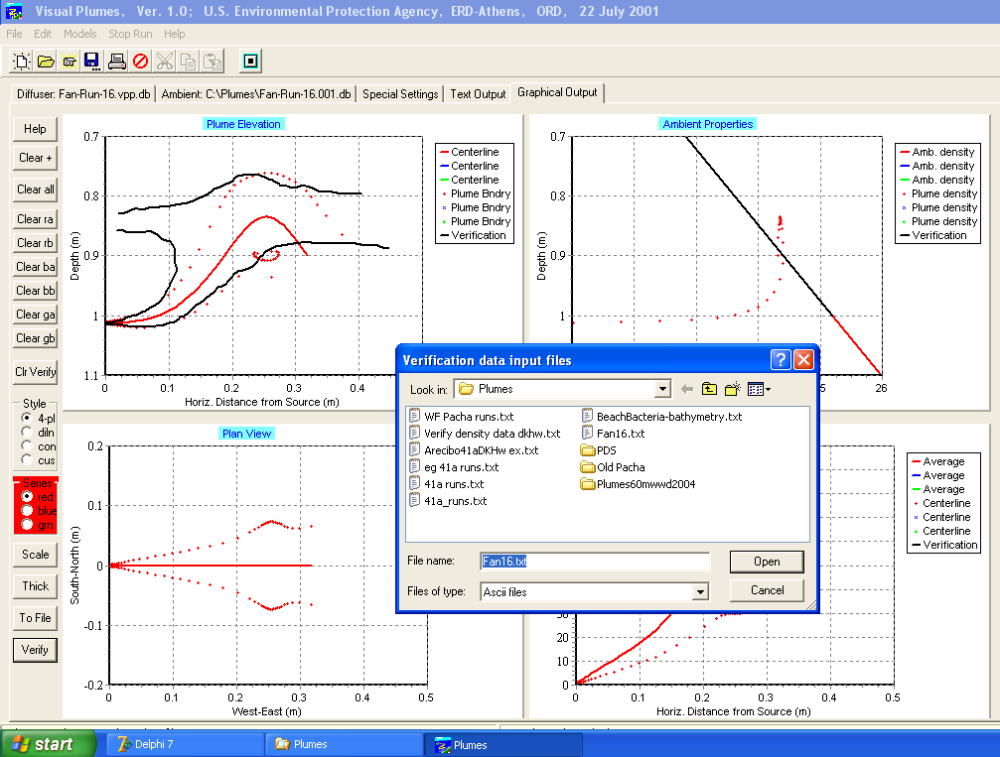 Visual Plumes, Ver. 1.0; U.S. Environmental Protection Agency, ERD-Athens, ORD, 22 July 2001
File Edit Models Stop Run Help
Diffuser: Fan-Run-16.vpp.db Ambient: C:\Plumes\Fan-Run-16.001.db Special Settings Text Output Graphical Output
Help
Clear +
Clear all
Clear ra
Clear rb
Clear ba
Clear bb
Clear ga
Clear gb
Clr Verify
Style
4-pl
diln
con
cus
Series
red
blue
grn
Scale
Thick
To File
Verify
Plume Elevation
0.7
0.8
0.9
1
1.1
Depth (m)
0 0.1 0.2 0.3 0.4
Horiz. Distance from Source (m)
Centerline
Centerline
Centerline
Plume Bndry
Plume Bndry
Plume Bndry
Verification
Ambient Properties
0.7
0.8
0.9
1
Depth (m)
25 26
Amb. density
Amb. density
Amb. density
Plume density
Plume density
Plume density
Verification
Plan View
0.2
0.1
0
-0.1
-0.2
South-North (m)
0 0.1 0.2 0.3 0.4 0.5
West-East (m)
Average
Average
Average
Centerline
Centerline
Centerline
Verification
30
20
10
0
0 0.1 0.2 0.3 0.4 0.5
Horiz. Distance from Source (m)
Verification data input files
?
Look in: Plumes
WF Pacha runs.txt
Verify density data dkhw.txt
Arecibo41aDKHw ex.txt
eg 41a runs.txt
41a runs.txt
41a_runs.txt
BeachBacteria-bathymetry.txt
Fan16.txt
PDS
Old Pacha
Plumes60mwwd2004
File name: Fan16.txt Open
Files of type: Ascii files Cancel
start Delphi 7 Plumes Plumes